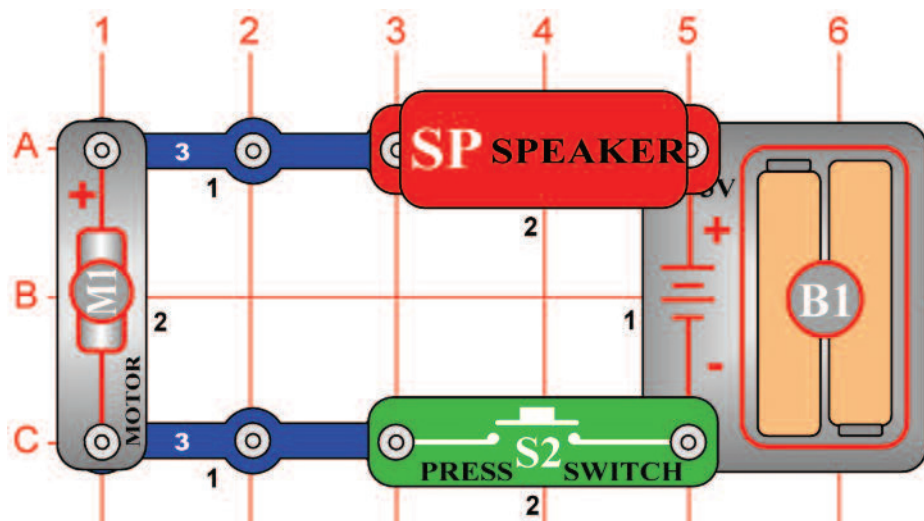 1 2 3 4 5 6
A 3 SP SPEAKER
1 3V
+ 2 +
B M1 2 1 B1
-
MOTOR
C 3 S2
PRESS SWITCH
1 2